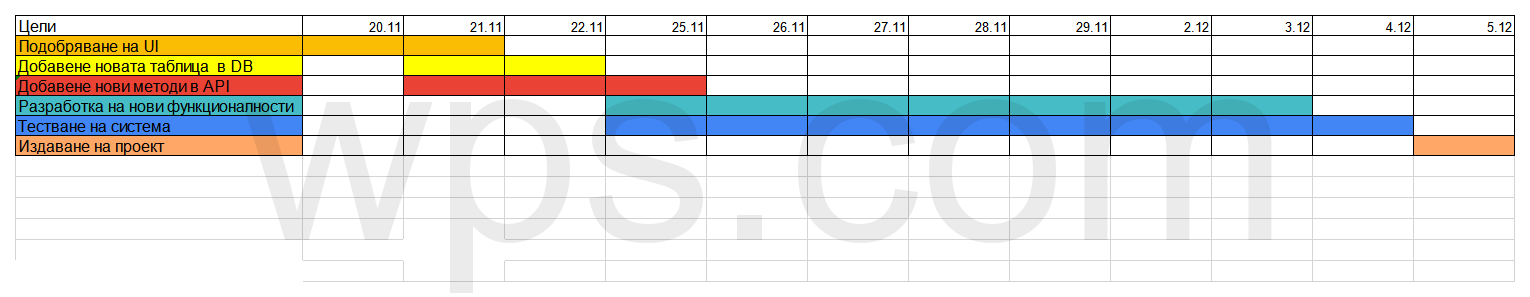 Цели 20.11 21.11 22.11 25.11 26.11 27.11 28.11 29.11 2.12 3.12 4.12 5.12
Подобряване на UI
Добавене новата таблица в DB
Добавене нови методи в API
Разработка на нови функционалности
Тестване на система
Издаване на проект
wps.com